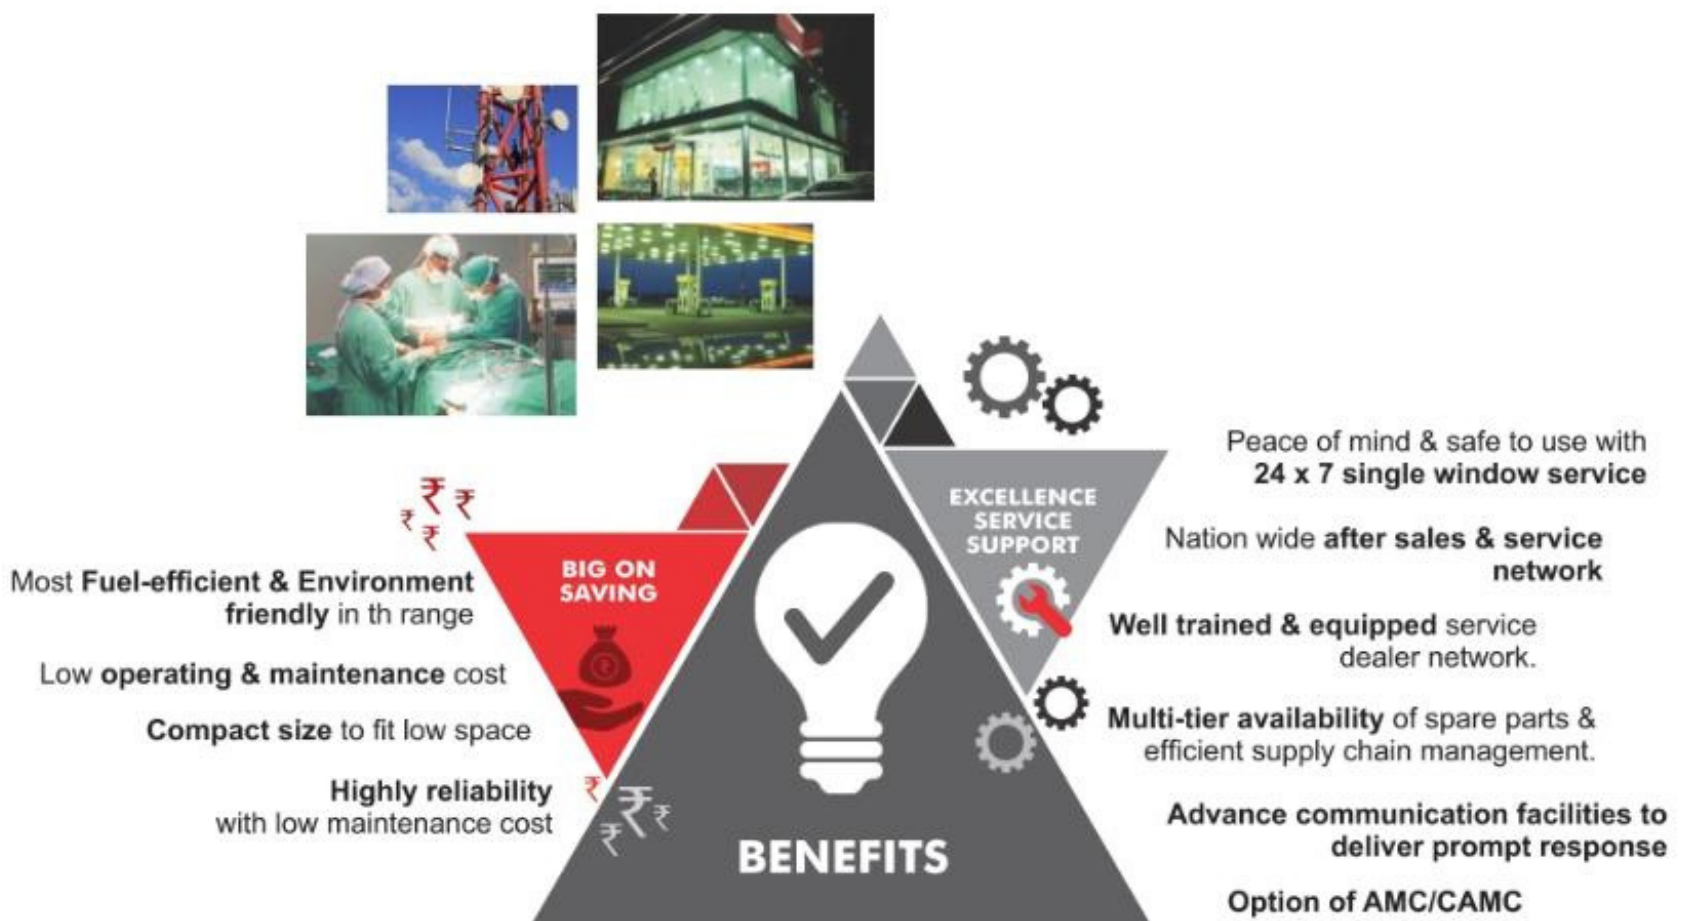 Most Fuel-efficient & Environment
friendly in th range
Low operating & maintenance cost
Compact size to fit low space
Highly reliability
with low maintenance cost
BIG ON
SAVING
BENEFITS
EXCELLENCE
SERVICE
SUPPORT
Peace of mind & safe to use with
24 x 7 single window service
Nation wide after sales & service
network
Well trained & equipped service
dealer network.
Multi-tier availability of spare parts &
efficient supply chain management.
Advance communication facilities to
deliver prompt response
Option of AMC/CAMC